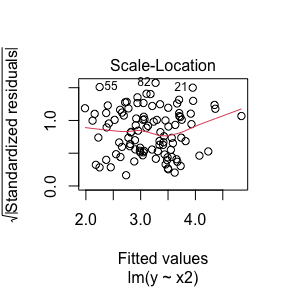 Scale-Location
√|Standardized residuals|
0.0
1.0
55
82
21
2.0 3.0 4.0
Fitted values
lm(y ~ x2)